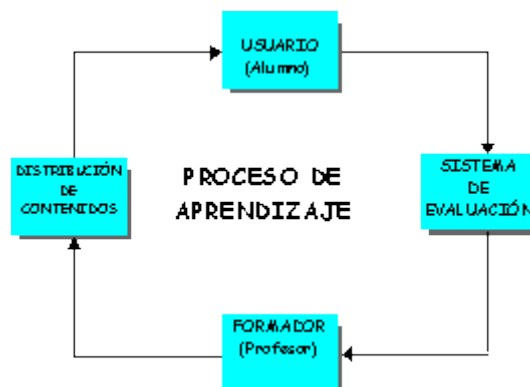 USUARIO
(Alumno)
DISTRIBUCIÓN
DE
CONTENIDOS
PROCESO DE
APRENDIZAJE
SISTEMA
DE
EVALUACIÓN
FORMADOR
(Profesor)